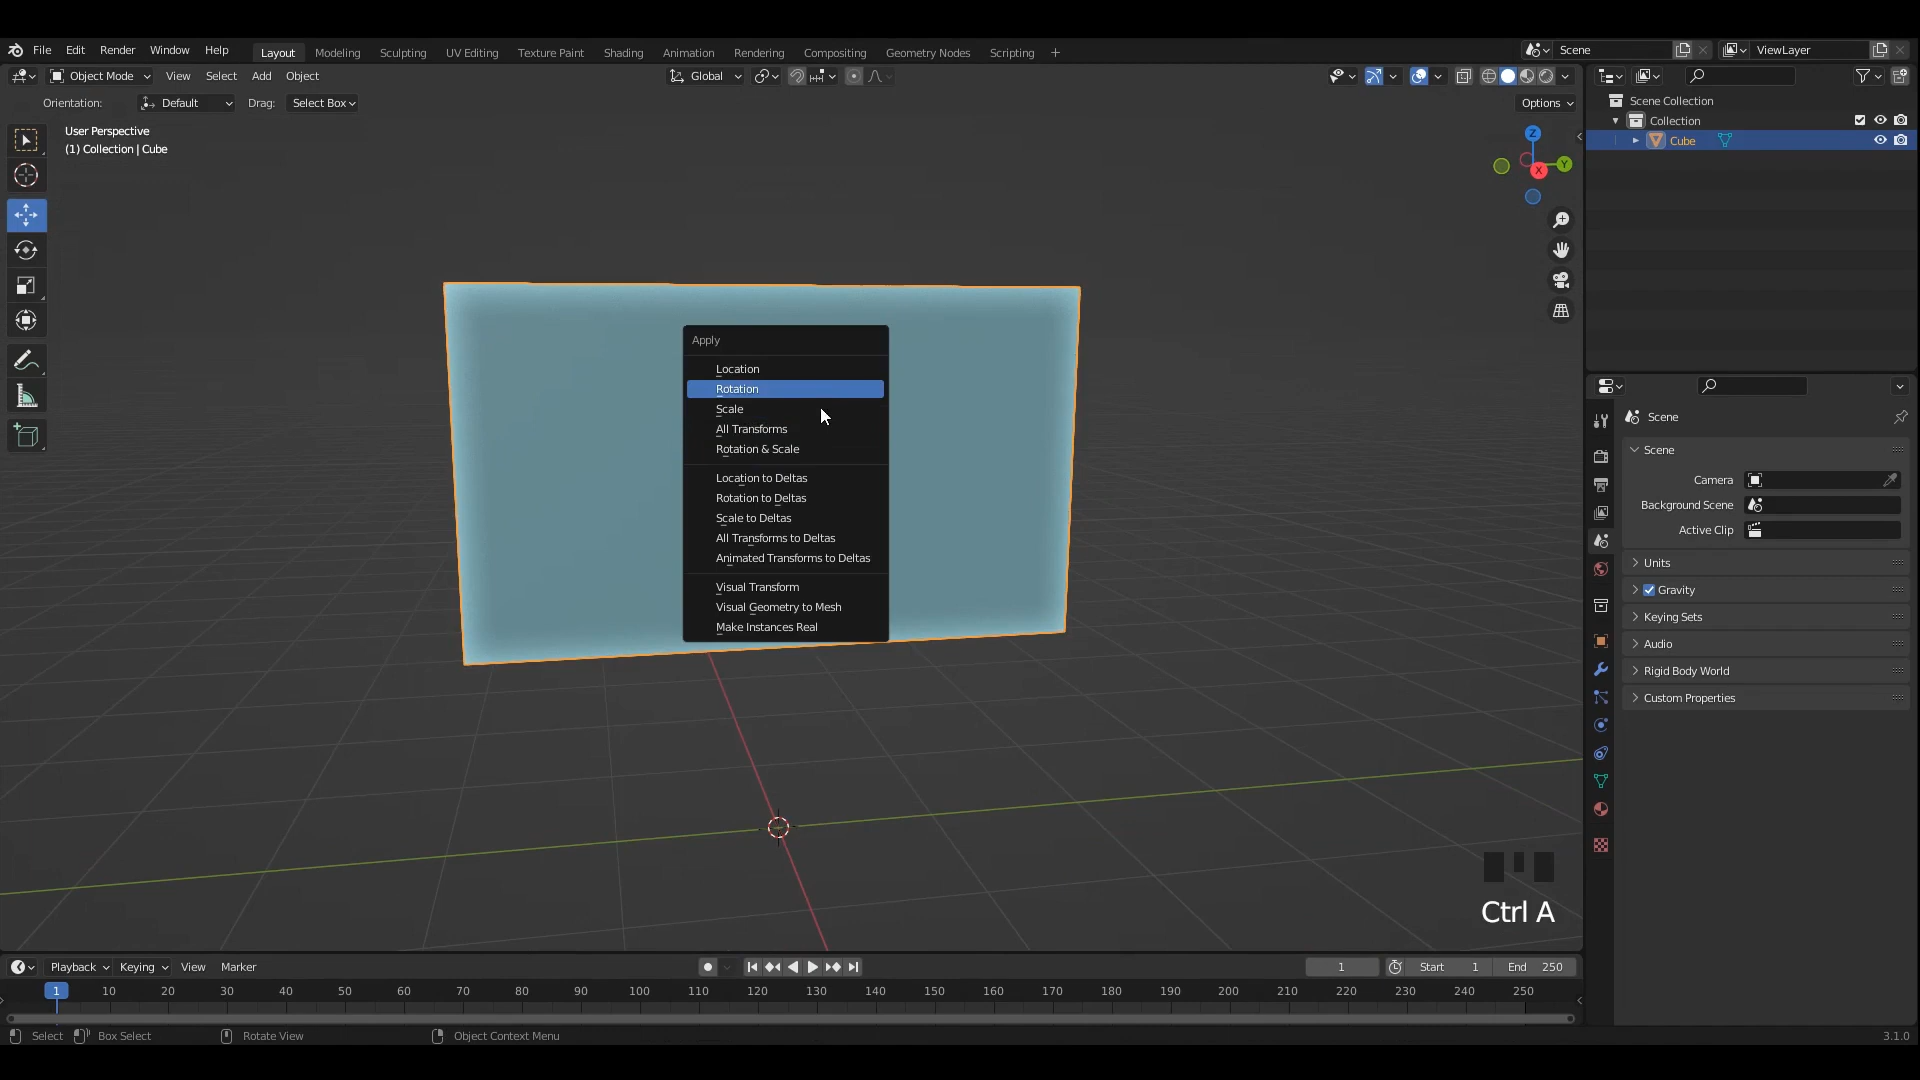 File Edit Render Window Help Layout Modeling Sculpting UV Editing Texture Paint Shading Animation Rendering Compositing Geometry Nodes Scripting + Scene ViewLayer
Object Mode View Select Add Object Global
Orientation: Default Drag: Select Box Options
User Perspective
(1) Collection | Cube
Z
Y
X
Scene Collection
Collection
Cube
Apply
Location
Rotation
Scale
All Transforms
Rotation & Scale
Location to Deltas
Rotation to Deltas
Scale to Deltas
All Transforms to Deltas
Animated Transforms to Deltas
Visual Transform
Visual Geometry to Mesh
Make Instances Real
Scene
Scene
Camera
Background Scene
Active Clip
Units
Gravity
Keying Sets
Audio
Rigid Body World
Custom Properties
Ctrl A
Playback Keying View Marker 1 Start 1 End 250
1 10 20 30 40 50 60 70 80 90 100 110 120 130 140 150 160 170 180 190 200 210 220 230 240 250
Select Box Select Rotate View Object Context Menu 3.1.0